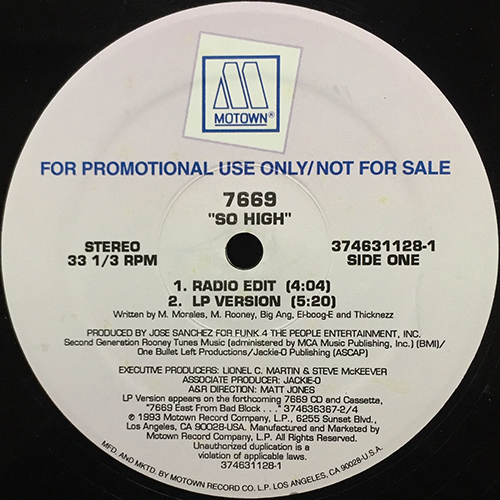 MOTOWN®
FOR PROMOTIONAL USE ONLY/NOT FOR SALE
7669
"SO HIGH"
STEREO
33 1/3 RPM
374631128-1
SIDE ONE
1. RADIO EDIT (4:04)
2. LP VERSION (5:20)
Written by M. Morales, M. Rooney, Big Ang, El-boog-E and Thicknezz
PRODUCED BY JOSE SANCHEZ FOR FUNK 4 THE PEOPLE ENTERTAINMENT, INC.
Second Generation Rooney Tunes Music (administered by MCA Music Publishing, Inc.) (BMI)/
One Bullet Left Productions/Jackie-O Publishing (ASCAP)
EXECUTIVE PRODUCERS: LIONEL C. MARTIN & STEVE McKEEVER
ASSOCIATE PRODUCER: JACKIE-O
A&R DIRECTION: MATT JONES
LP Version appears on the forthcoming 7669 CD and Cassette,
"7669 East From Bad Block . . ." 374636367-2/4
℗ 1993 Motown Record Company, L.P., 6255 Sunset Blvd.,
Los Angeles, CA 90028-USA. Manufactured and Marketed by
Motown Record Company, L.P. All Rights Reserved.
Unauthorized duplication is a
violation of applicable laws.
374631128-1
MFD. AND MKTD. BY MOTOWN RECORD CO. L.P. LOS ANGELES, CA 90028-U.S.A.